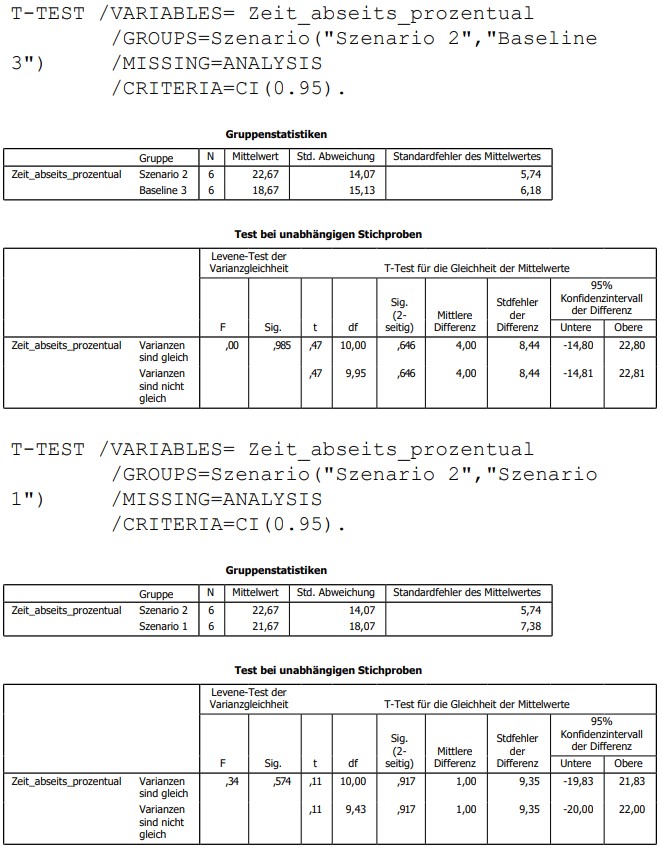 T-TEST /VARIABLES= Zeit_abseits_prozentual
/GROUPS=Szenario("Szenario 2","Baseline
3") /MISSING=ANALYSIS
/CRITERIA=CI(0.95).
Gruppenstatistiken
Gruppe N Mittelwert Std. Abweichung Standardfehler des Mittelwertes
Zeit_abseits_prozentual Szenario 2 6 22,67 14,07 5,74
Baseline 3 6 18,67 15,13 6,18
Test bei unabhängigen Stichproben
Levene-Test der
Varianzgleichheit
T-Test für die Gleichheit der Mittelwerte
F Sig. t df
Sig.
(2-
seitig)
Mittlere
Differenz
Stdfehler
der
Differenz
95%
Konfidenzintervall
der Differenz
Untere Obere
Zeit_abseits_prozentual Varianzen
sind gleich
,00 ,985 ,47 10,00 ,646 4,00 8,44 -14,80 22,80
Varianzen
sind nicht
gleich
,47 9,95 ,646 4,00 8,44 -14,81 22,81
T-TEST /VARIABLES= Zeit_abseits_prozentual
/GROUPS=Szenario("Szenario 2","Szenario
1") /MISSING=ANALYSIS
/CRITERIA=CI(0.95).
Gruppenstatistiken
Gruppe N Mittelwert Std. Abweichung Standardfehler des Mittelwertes
Zeit_abseits_prozentual Szenario 2 6 22,67 14,07 5,74
Szenario 1 6 21,67 18,07 7,38
Test bei unabhängigen Stichproben
Levene-Test der
Varianzgleichheit
T-Test für die Gleichheit der Mittelwerte
F Sig. t df
Sig.
(2-
seitig)
Mittlere
Differenz
Stdfehler
der
Differenz
95%
Konfidenzintervall
der Differenz
Untere Obere
Zeit_abseits_prozentual Varianzen
sind gleich
,34 ,574 ,11 10,00 ,917 1,00 9,35 -19,83 21,83
Varianzen
sind nicht
gleich
,11 9,43 ,917 1,00 9,35 -20,00 22,00